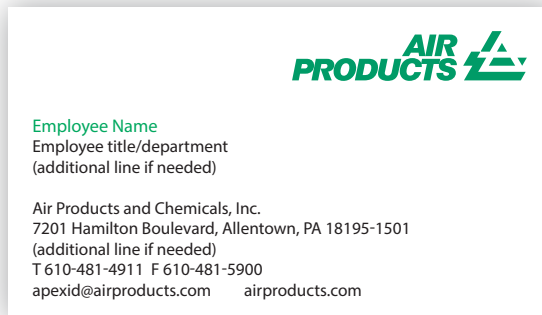 AIR
PRODUCTS
Employee Name
Employee title/department
(additional line if needed)
Air Products and Chemicals, Inc.
7201 Hamilton Boulevard, Allentown, PA 18195-1501
(additional line if needed)
T 610-481-4911 F 610-481-5900
apexid@airproducts.com airproducts.com